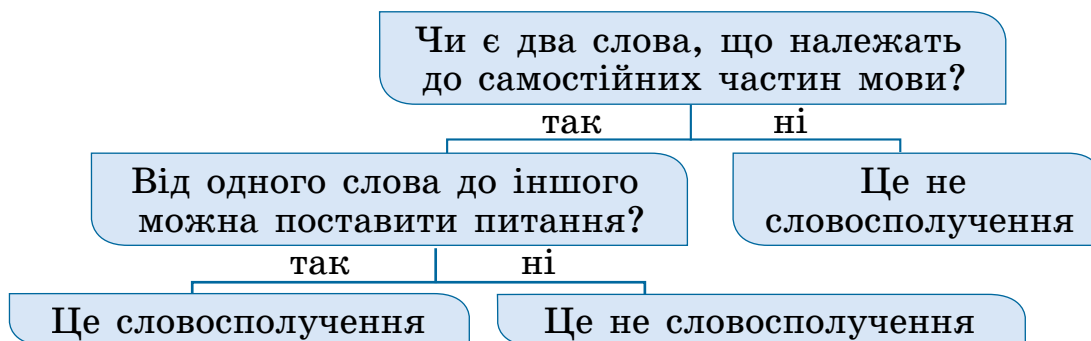 Чи є два слова, що належать
до самостійних частин мови?
так ні
Від одного слова до іншого
можна поставити питання?
Це не
словосполучення
так ні
Це словосполучення
Це не словосполучення